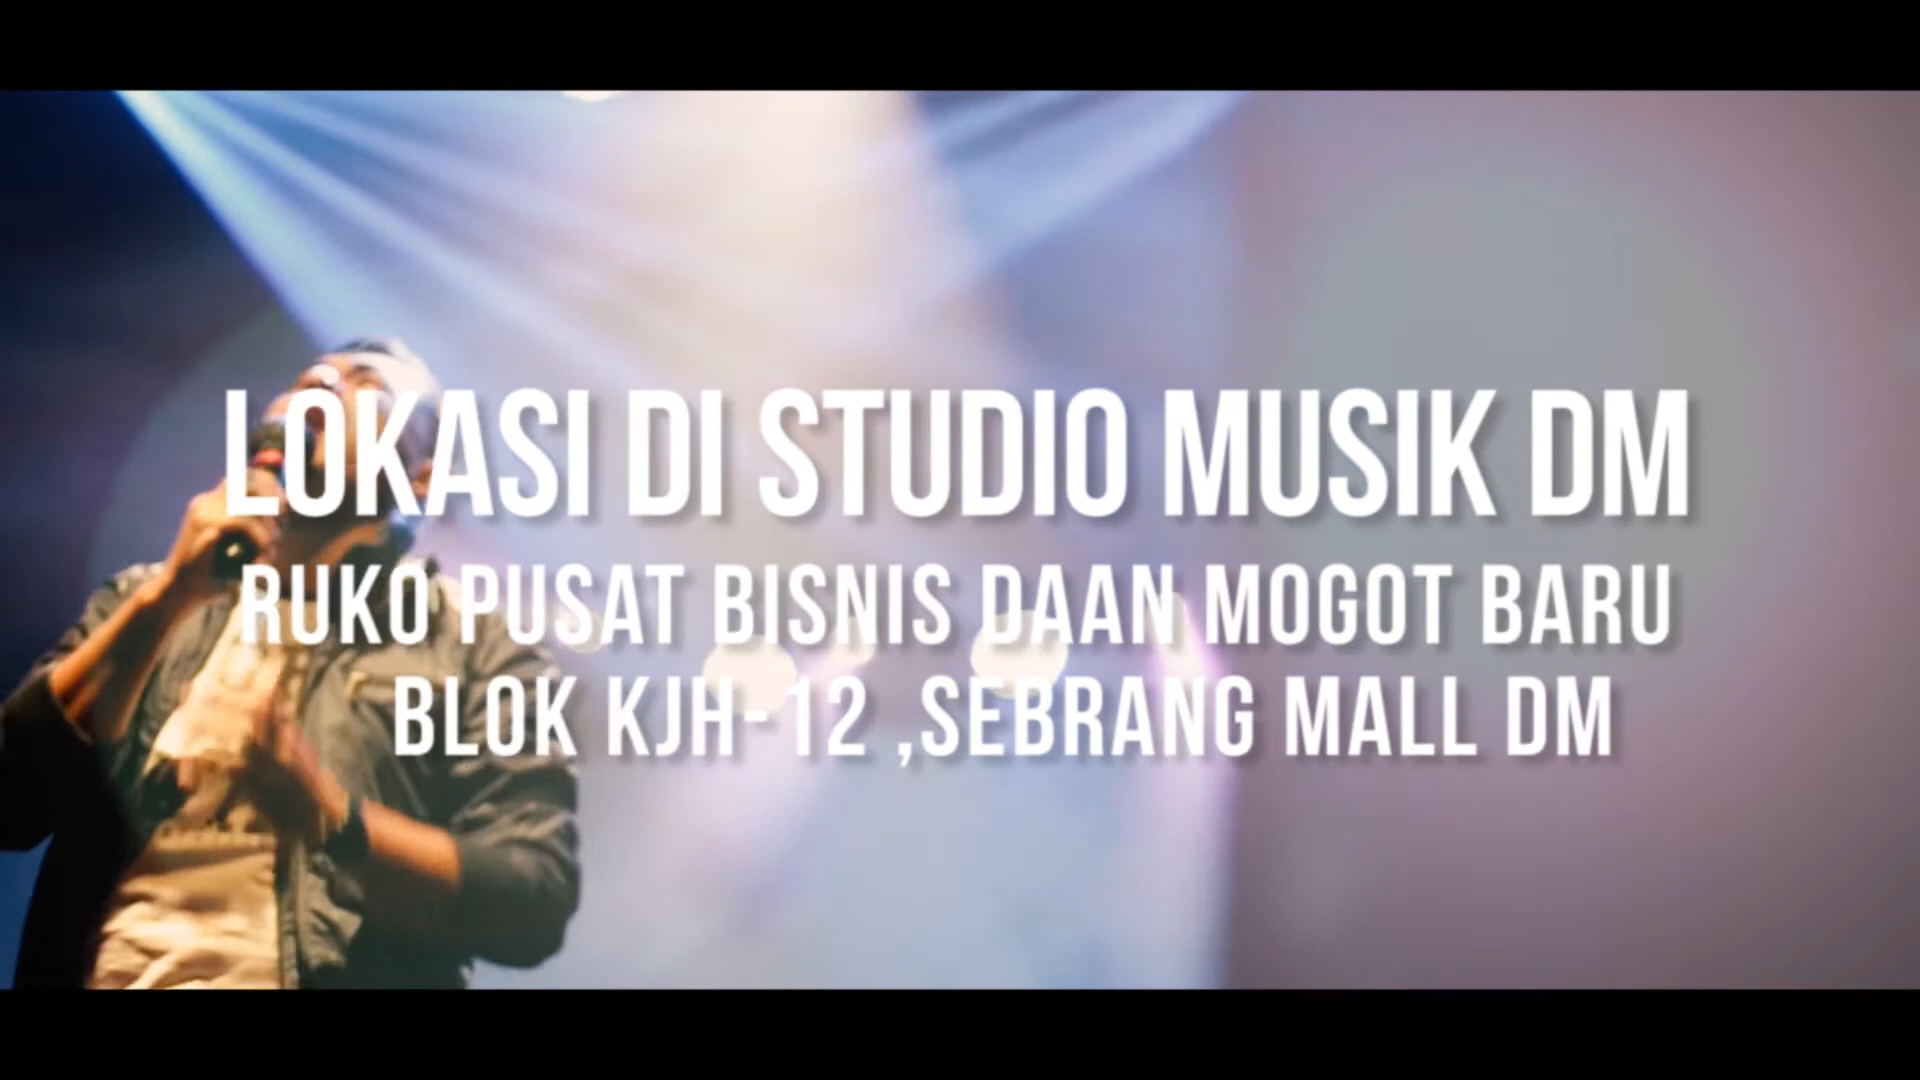 LOKASI DI STUDIO MUSIK DM
RUKO PUSAT BISNIS DAAN MOGOT BARU
BLOK KJH-12 ,SEBRANG MALL DM